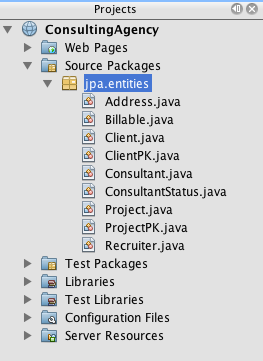 Projects
ConsultingAgency
Web Pages
Source Packages
jpa.entities
Address.java
Billable.java
Client.java
ClientPK.java
Consultant.java
ConsultantStatus.java
Project.java
ProjectPK.java
Recruiter.java
Test Packages
Libraries
Test Libraries
Configuration Files
Server Resources